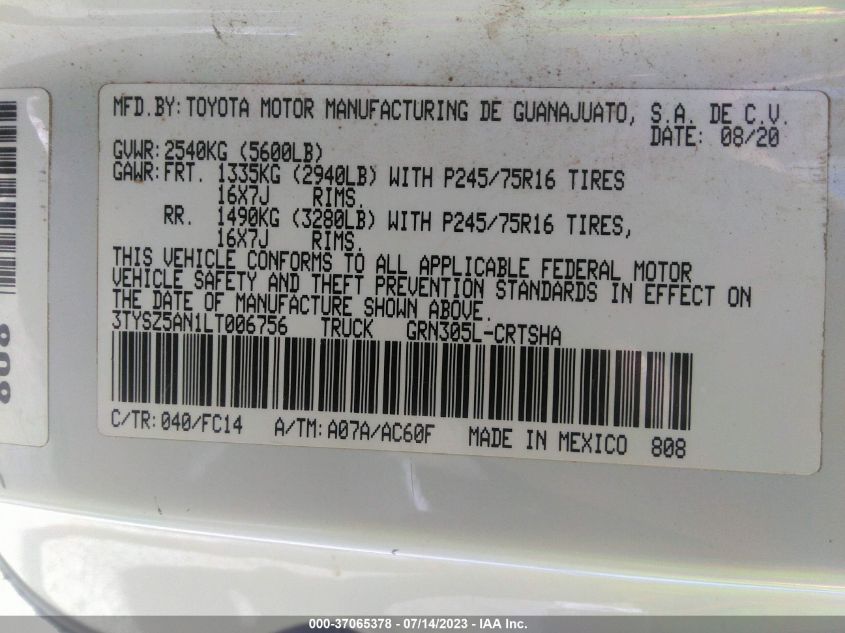 MFD.BY: TOYOTA MOTOR MANUFACTURING DE GUANAJUATO, S.A. DE C.V.
DATE: 08/20
GVWR: 2540KG (5600LB)
GAWR: FRT. 1335KG (2940LB) WITH P245/75R16 TIRES
16X7J RIMS.
RR. 1490KG (3280LB) WITH P245/75R16 TIRES,
16X7J RIMS.
THIS VEHICLE CONFORMS TO ALL APPLICABLE FEDERAL MOTOR
VEHICLE SAFETY AND THEFT PREVENTION STANDARDS IN EFFECT ON
THE DATE OF MANUFACTURE SHOWN ABOVE.
3TYSZ5AN1LT006756 TRUCK GRN305L-CRTSHA
C/TR: 040/FC14 A/TM: A07A/AC60F MADE IN MEXICO 808
808
000-37065378 - 07/14/2023 - IAA Inc.